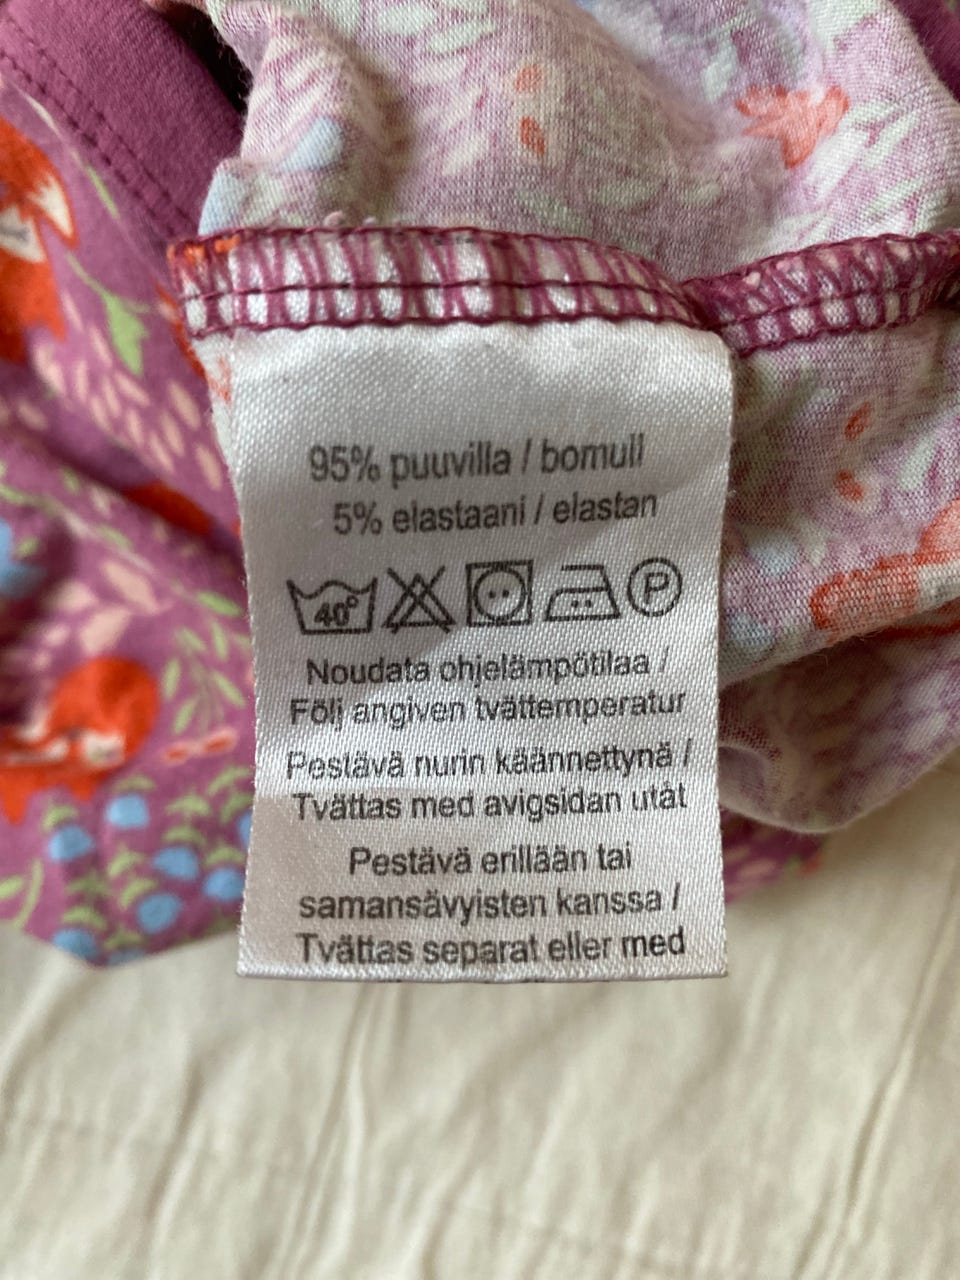 95% puuvilla / bomull
5% elastaani / elastan
40° P
Noudata ohjelämpötilaa /
Följ angiven tvättemperatur
Pestävä nurin käännettynä /
Tvättas med avigsidan utåt
Pestävä erillään tai
samansävyisten kanssa /
Tvättas separat eller med